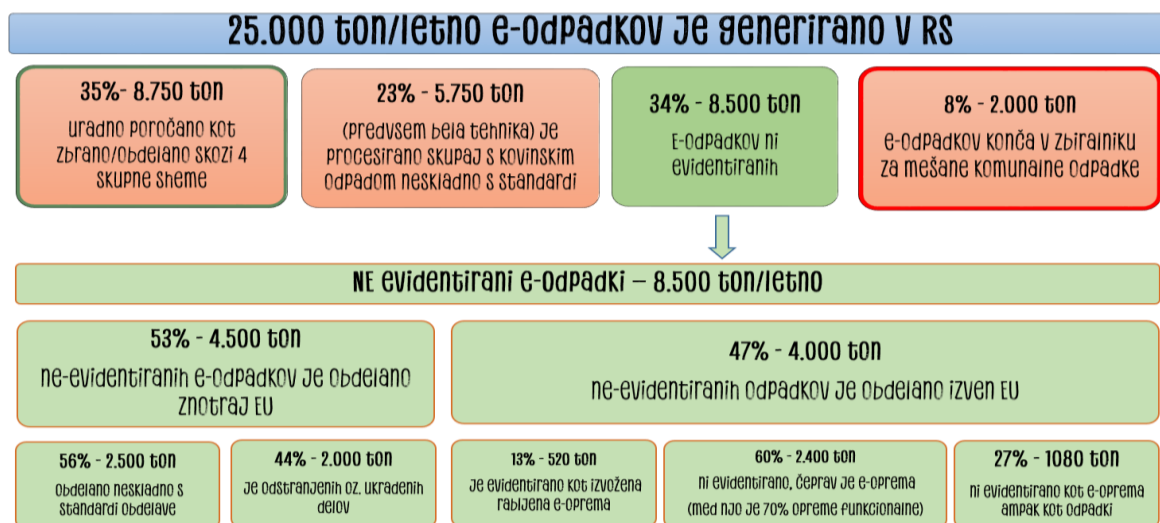 25.000 ton/letno e-odpadkov je generirano v RS
35%- 8.750 ton
uradno poročano kot
zbrano/obdelano skozi 4
skupne sheme
23% - 5.750 ton
(predvsem bela tehnika) je
procesirano skupaj s kovinskim
odpadom neskladno s standardi
34% - 8.500 ton
E-odpadkov ni
evidentiranih
8% - 2.000 ton
e-odpadkov konča v zbiralniku
za mešane komunalne odpadke
NE evidentirani e-odpadki – 8.500 ton/letno
53% - 4.500 ton
ne-evidentiranih e-odpadkov je obdelano
znotraj EU
47% - 4.000 ton
ne-evidentiranih odpadkov je obdelano izven EU
56% - 2.500 ton
Obdelano neskladno s
standardi obdelave
44% - 2.000 ton
je odstranjenih oz. ukradenih
delov
13% - 520 ton
je evidentirano kot izvožena
rabljena e-oprema
60% - 2.400 ton
ni evidentirano, čeprav je e-oprema
(med njo je 70% opreme funkcionalne)
27% - 1080 ton
ni evidentirano kot e-oprema
ampak kot odpadki